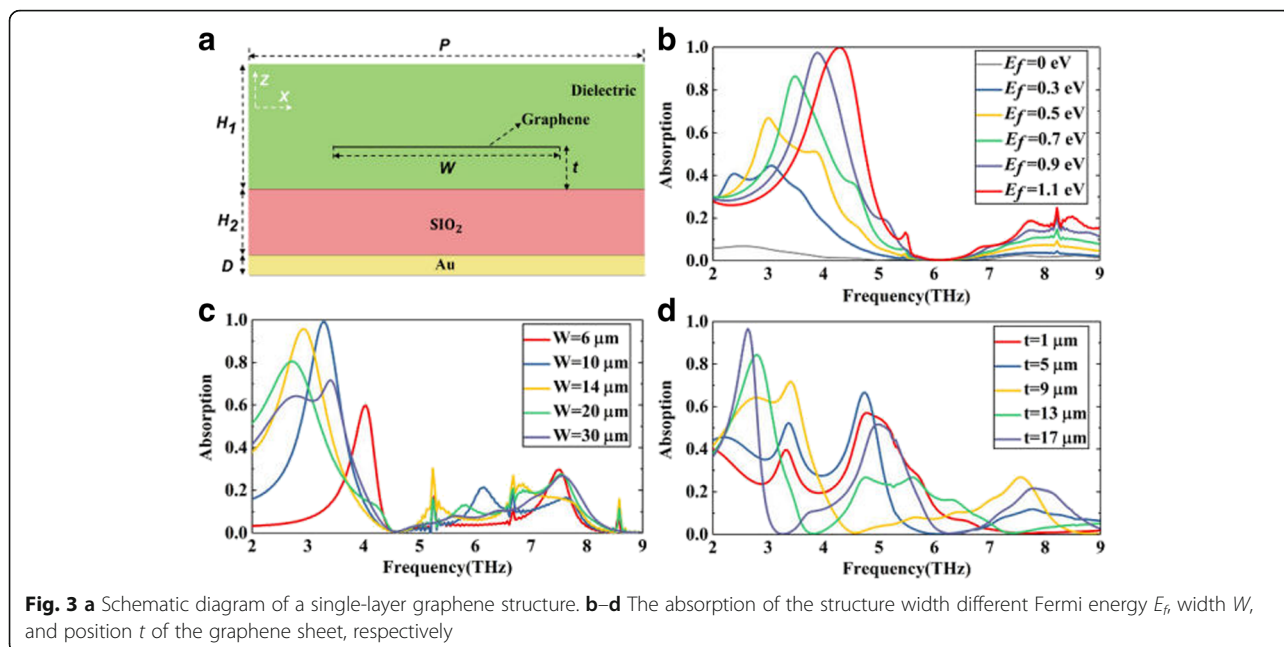 a
P
Z
X
Dielectric
Graphene
H1
W
t
H2
SIO2
D
Au
b
Absorption
1.0
0.8
0.6
0.4
0.2
0.0
2 3 4 5 6 7 8 9
Frequency(THz)
Ef=0 eV
Ef=0.3 eV
Ef=0.5 eV
Ef=0.7 eV
Ef=0.9 eV
Ef=1.1 eV
c
Absorption
1.0
0.8
0.6
0.4
0.2
0.0
2 3 4 5 6 7 8 9
Frequency(THz)
W=6 μm
W=10 μm
W=14 μm
W=20 μm
W=30 μm
d
Absorption
1.0
0.8
0.6
0.4
0.2
0.0
2 3 4 5 6 7 8 9
Frequency(THz)
t=1 μm
t=5 μm
t=9 μm
t=13 μm
t=17 μm
Fig. 3 a Schematic diagram of a single-layer graphene structure. b–d The absorption of the structure width different Fermi energy Ef, width W,
and position t of the graphene sheet, respectively